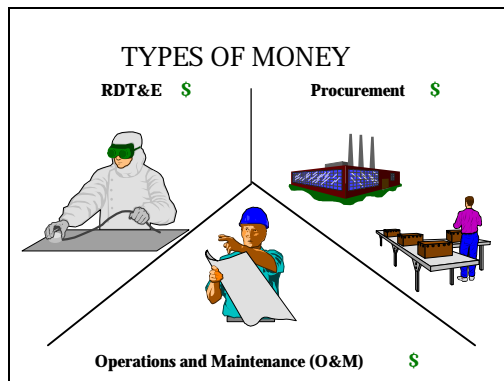 TYPES OF MONEY
RDT&E $
Procurement $
Operations and Maintenance (O&M) $